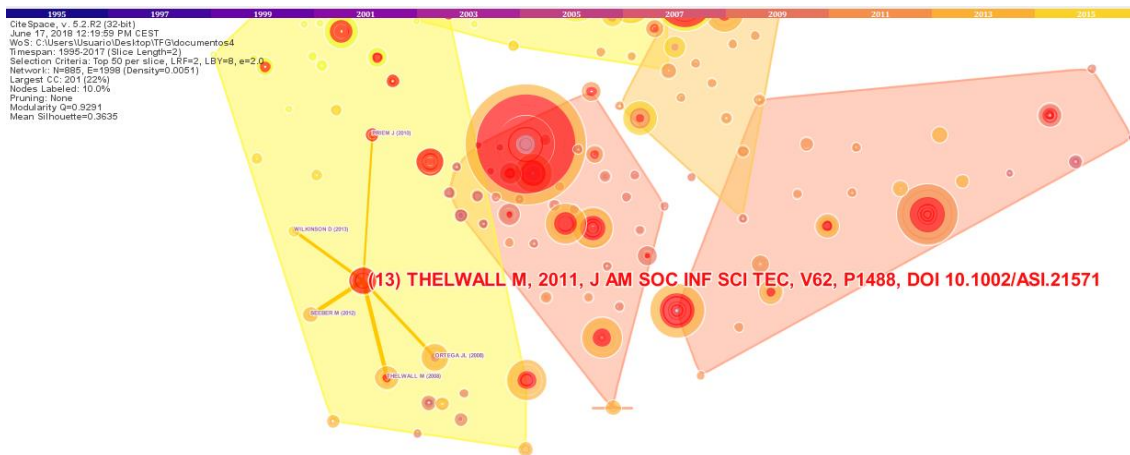 1995 1997 1999 2001 2003 2005 2007 2009 2011 2013 2015
CiteSpace, v. 5.2.R2 (32-bit)
June 17, 2018 12:19:59 PM CEST
WoS: C:\Users\Usuario\Desktop\TFG\documentos4
Timespan: 1995-2017 (Slice Length=2)
Selection Criteria: Top 50 per slice, LRF=2, LBY=8, e=2.0
Network: N=885, E=1998 (Density=0.0051)
Largest CC: 201 (22%)
Nodes Labeled: 10.0%
Pruning: None
Modularity Q=0.9291
Mean Silhouette=0.3635
PRIEM J (2010)
WILKINSON D (2013)
(13) THELWALL M, 2011, J AM SOC INF SCI TEC, V62, P1488, DOI 10.1002/ASI.21571
SEEBER M (2012)
ORTEGA JL (2008)
THELWALL M (2008)